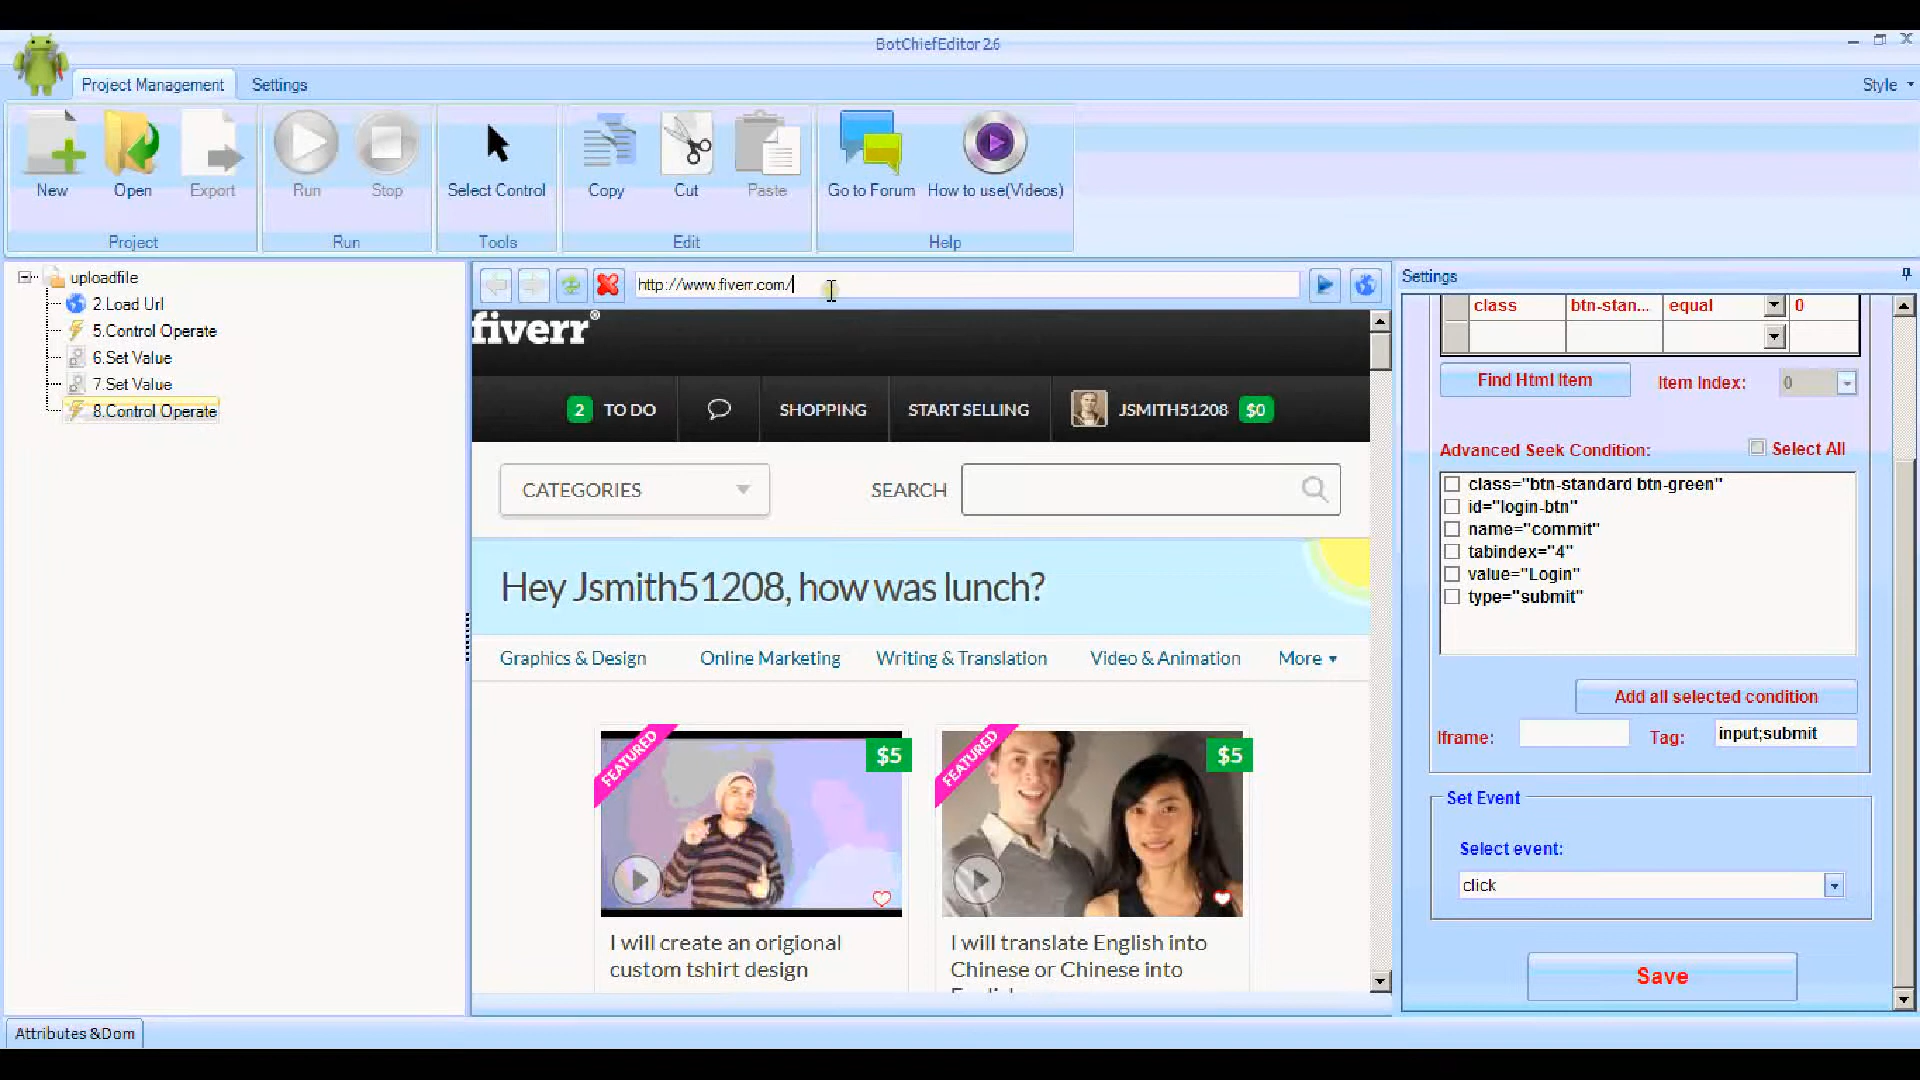 BotChiefEditor 2.6
Project Management
Settings
Style
New
Open
Export
Run
Stop
Select Control
Copy
Cut
Paste
Go to Forum
How to use(Videos)
Project
Run
Tools
Edit
Help
uploadfile
2.Load Url
5.Control Operate
6.Set Value
7.Set Value
8.Control Operate
http://www.fiverr.com/
fiverr®
2 TO DO
SHOPPING
START SELLING
JSMITH51208 $0
CATEGORIES
SEARCH
Hey Jsmith51208, how was lunch?
Graphics & Design
Online Marketing
Writing & Translation
Video & Animation
More
FEATURED
$5
I will create an origional
custom tshirt design
FEATURED
$5
I will translate English into
Chinese or Chinese into
Settings
class btn-stan... equal 0
Find Html Item
Item Index: 0
Advanced Seek Condition:
Select All
class="btn-standard btn-green"
id="login-btn"
name="commit"
tabindex="4"
value="Login"
type="submit"
Add all selected condition
Iframe:
Tag: input;submit
Set Event
Select event:
click
Save
Attributes &Dom